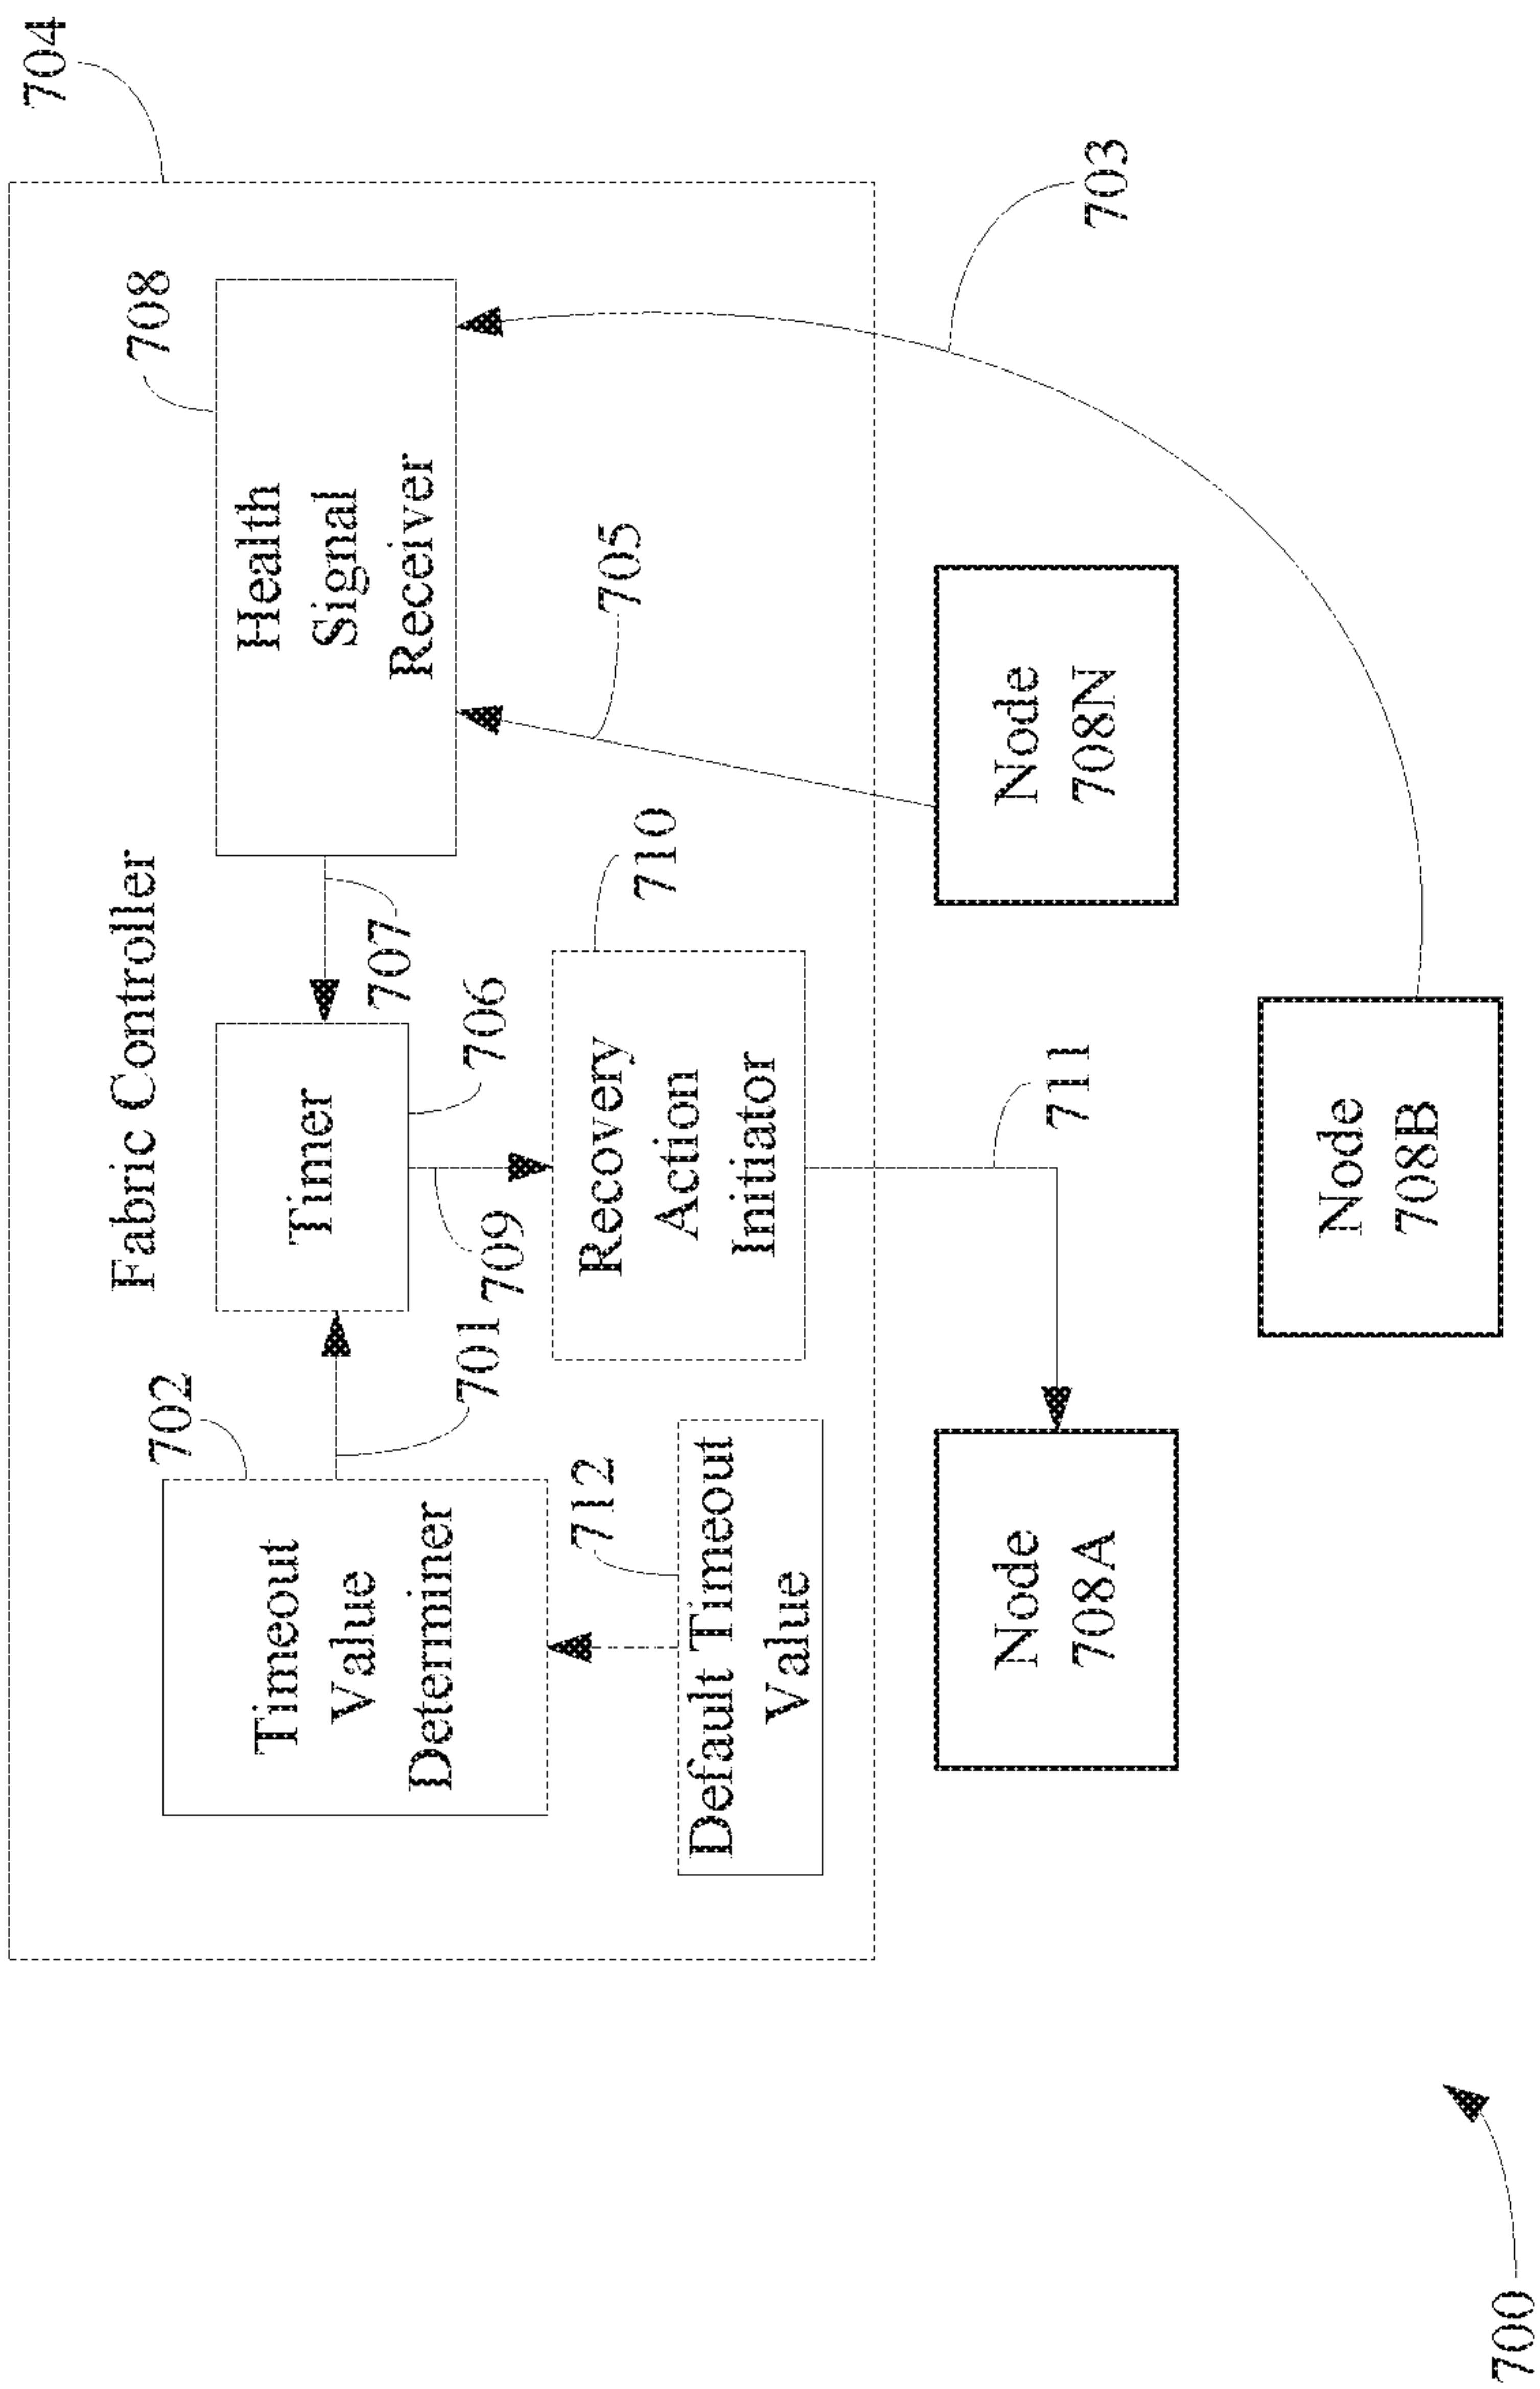 704
Fabric Controller
702
708
Timeout
Value
Determiner
Timer
Health
Signal
Receiver
701
707
706
709
712
705
710
Default Timeout
Value
Recovery
Action
Initiator
711
703
Node
708A
Node
708N
Node
708B
700